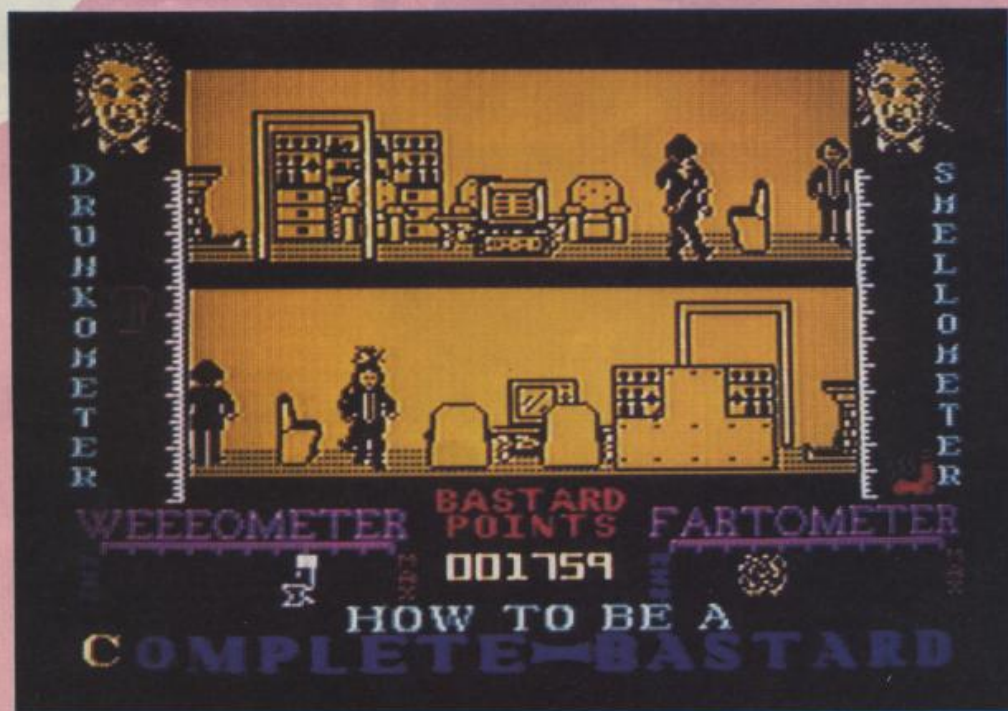 DRUNKOMETER
SMELLOMETER
WEEEOMETER
BASTARD
POINTS
FARTOMETER
001759
HOW TO BE A
COMPLETE BASTARD